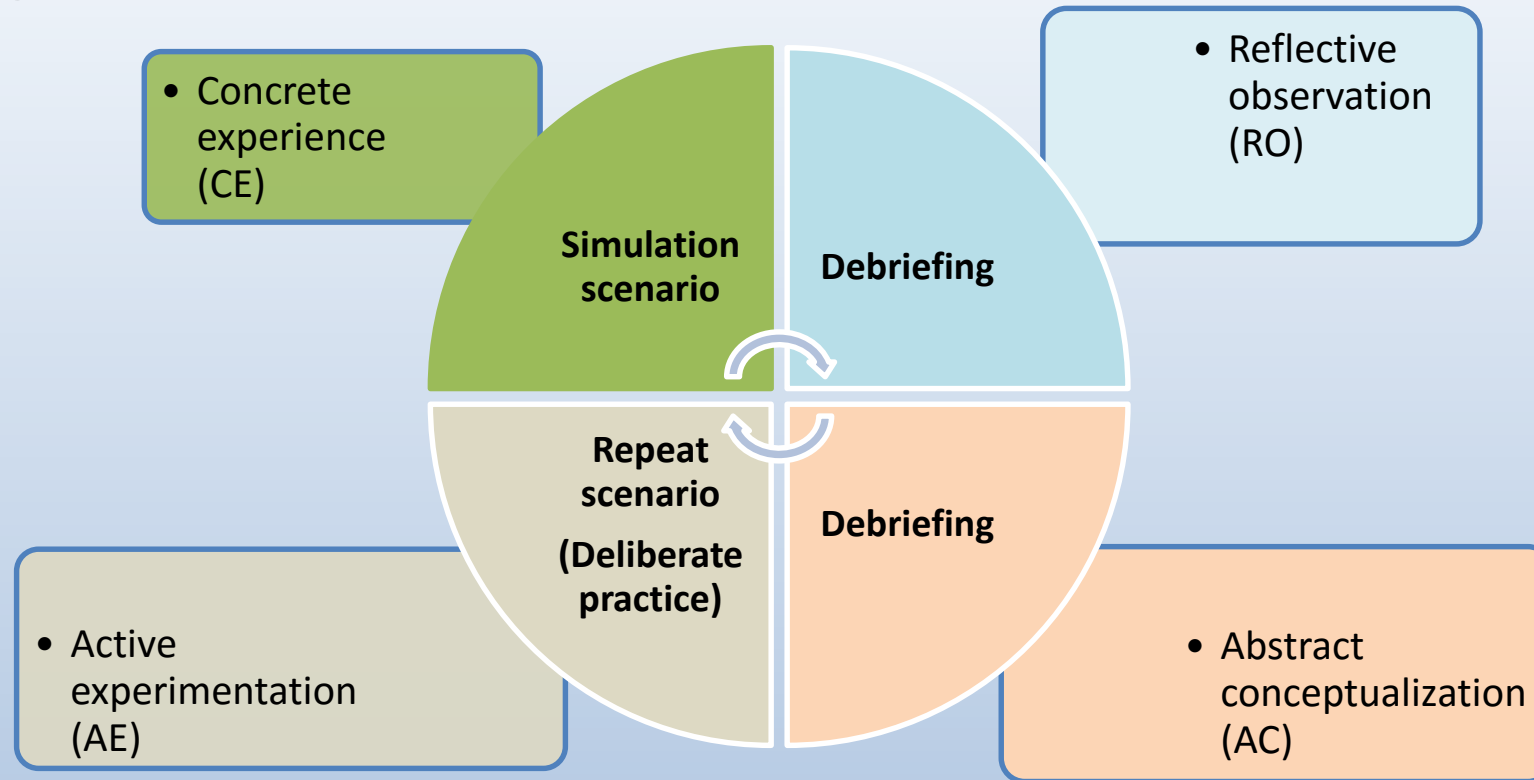 • Concrete
experience
(CE)
• Reflective
observation
(RO)
Simulation
scenario
Debriefing
Repeat
scenario
(Deliberate
practice)
Debriefing
• Active
experimentation
(AE)
• Abstract
conceptualization
(AC)